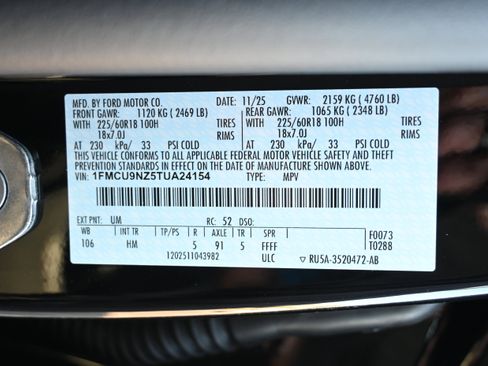 MFD. BY FORD MOTOR CO. DATE: 11/25 GVWR: 2159 KG ( 4760 LB)
FRONT GAWR: 1120 KG ( 2469 LB) REAR GAWR: 1065 KG ( 2348 LB)
WITH 225/60R18 100H TIRES WITH 225/60R18 100H TIRES
18x7.0J RIMS 18x7.0J RIMS
AT 230 kPa/ 33 PSI COLD AT 230 kPa/ 33 PSI COLD
THIS VEHICLE CONFORMS TO ALL APPLICABLE FEDERAL MOTOR VEHICLE SAFETY AND THEFT
PREVENTION STANDARDS IN EFFECT ON THE DATE OF MANUFACTURE SHOWN ABOVE.
VIN: 1FMCU9NZ5TUA24154 TYPE: MPV
EXT PNT: UM RC: 52 DSO: F0073
WB INT TR TP/PS R AXLE TR SPR T0288
106 HM 5 91 5 FFFF
1202511043982 ULC ▽ RU5A-3520472-AB